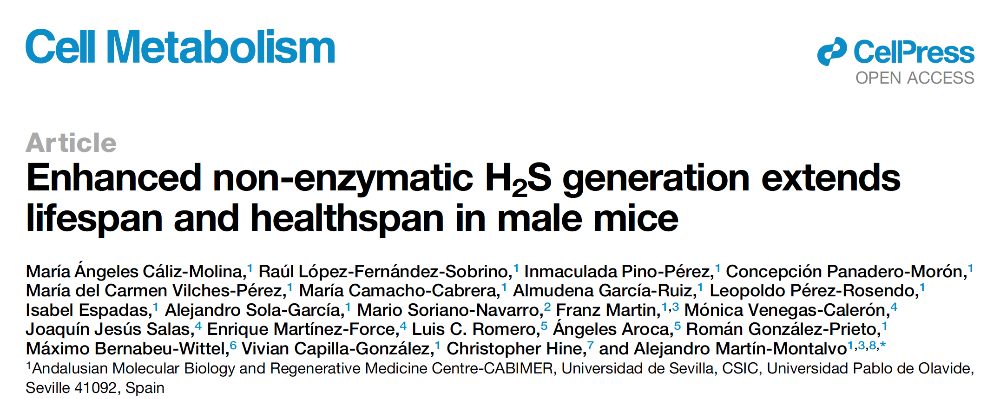 Cell Metabolism
CellPress
OPEN ACCESS
Article
Enhanced non-enzymatic H₂S generation extends
lifespan and healthspan in male mice
María Ángeles Cáliz-Molina,¹ Raúl López-Fernández-Sobrino,¹ Inmaculada Pino-Pérez,¹ Concepción Panadero-Morón,¹
María del Carmen Vilches-Pérez,¹ María Camacho-Cabrera,¹ Almudena García-Ruiz,¹ Leopoldo Pérez-Rosendo,¹
Isabel Espadas,¹ Alejandro Sola-García,¹ Mario Soriano-Navarro,² Franz Martin,¹,³ Mónica Venegas-Calerón,⁴
Joaquín Jesús Salas,⁴ Enrique Martínez-Force,⁴ Luis C. Romero,⁵ Ángeles Aroca,⁵ Román González-Prieto,¹
Máximo Bernabeu-Wittel,⁶ Vivian Capilla-González,¹ Christopher Hine,⁷ and Alejandro Martín-Montalvo¹,³,⁸,*
¹Andalusian Molecular Biology and Regenerative Medicine Centre-CABIMER, Universidad de Sevilla, CSIC, Universidad Pablo de Olavide,
Seville 41092, Spain